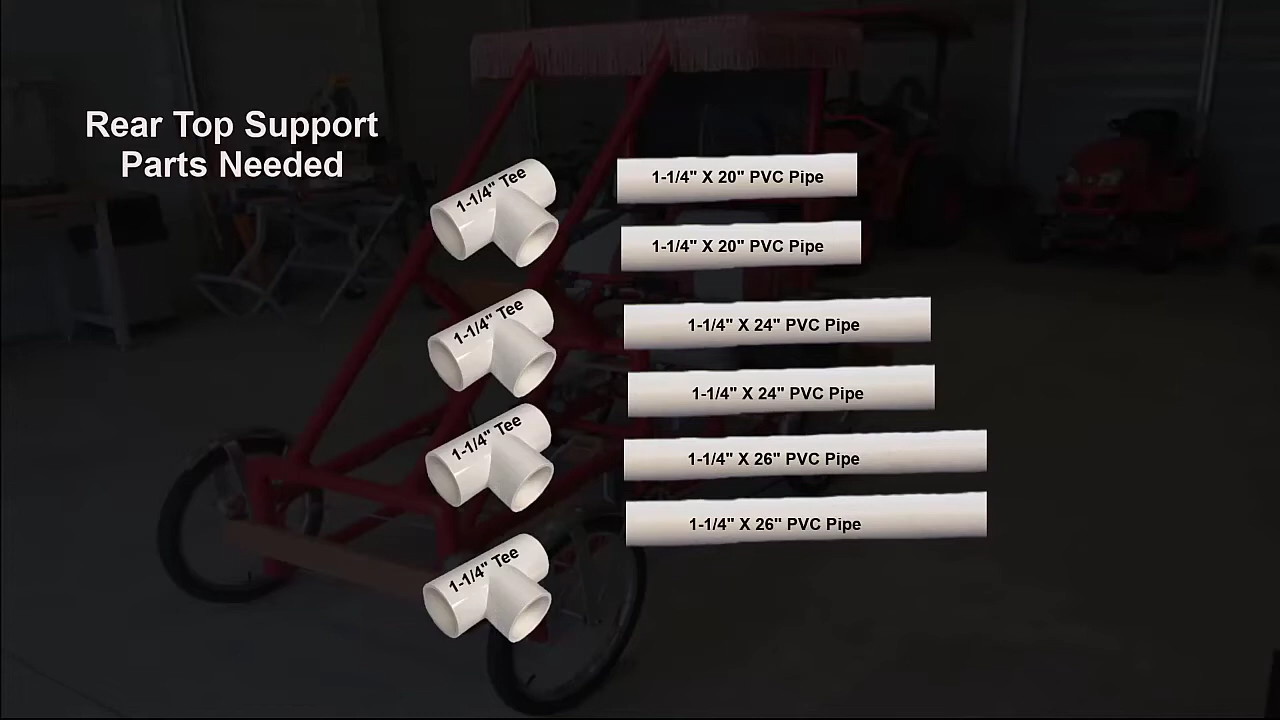 Rear Top Support
Parts Needed
1-1/4" Tee
1-1/4" Tee
1-1/4" Tee
1-1/4" Tee
1-1/4" X 20" PVC Pipe
1-1/4" X 20" PVC Pipe
1-1/4" X 24" PVC Pipe
1-1/4" X 24" PVC Pipe
1-1/4" X 26" PVC Pipe
1-1/4" X 26" PVC Pipe